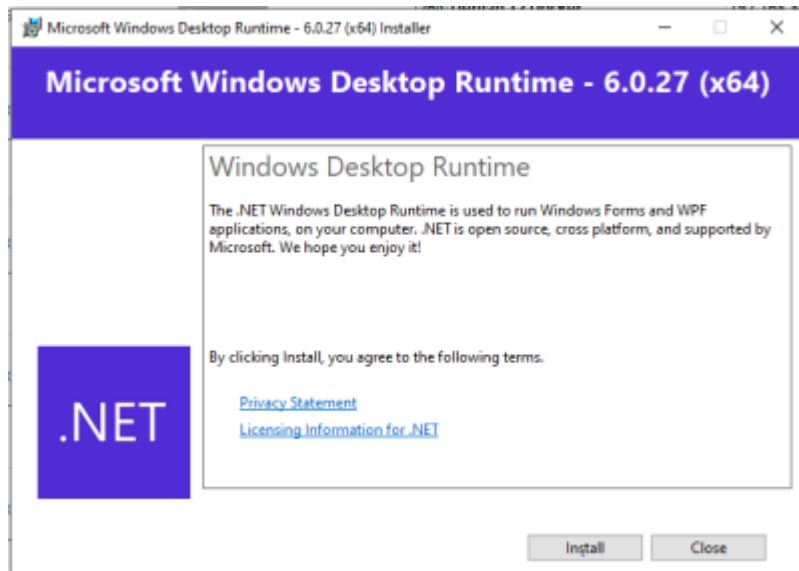 Microsoft Windows Desktop Runtime - 6.0.27 (x64) Installer
Microsoft Windows Desktop Runtime - 6.0.27 (x64)
Windows Desktop Runtime
The .NET Windows Desktop Runtime is used to run Windows Forms and WPF
applications, on your computer. .NET is open source, cross platform, and supported by
Microsoft. We hope you enjoy it!
By clicking Install, you agree to the following terms.
Privacy Statement
Licensing Information for .NET
.NET
Install
Close